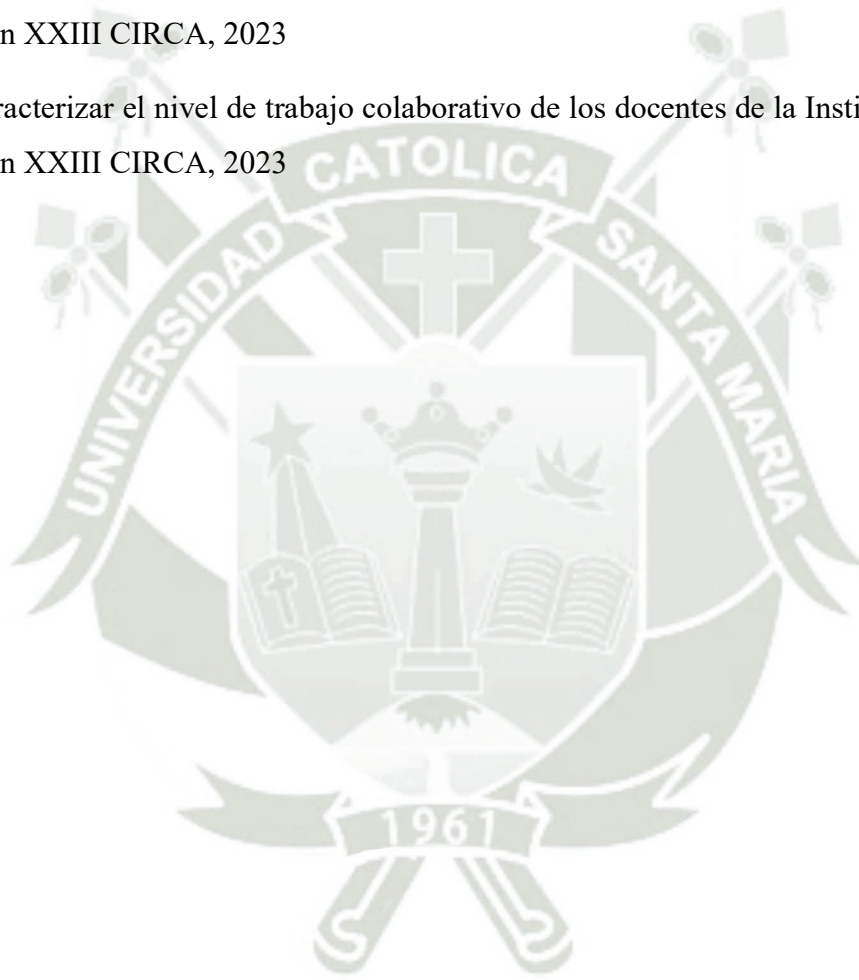 n XXIII CIRCA, 2023
racterizar el nivel de trabajo colaborativo de los docentes de la Insti
n XXIII CIRCA, 2023
CATOLICA
UNIVERSIDAD
SANTA MARIA
1961